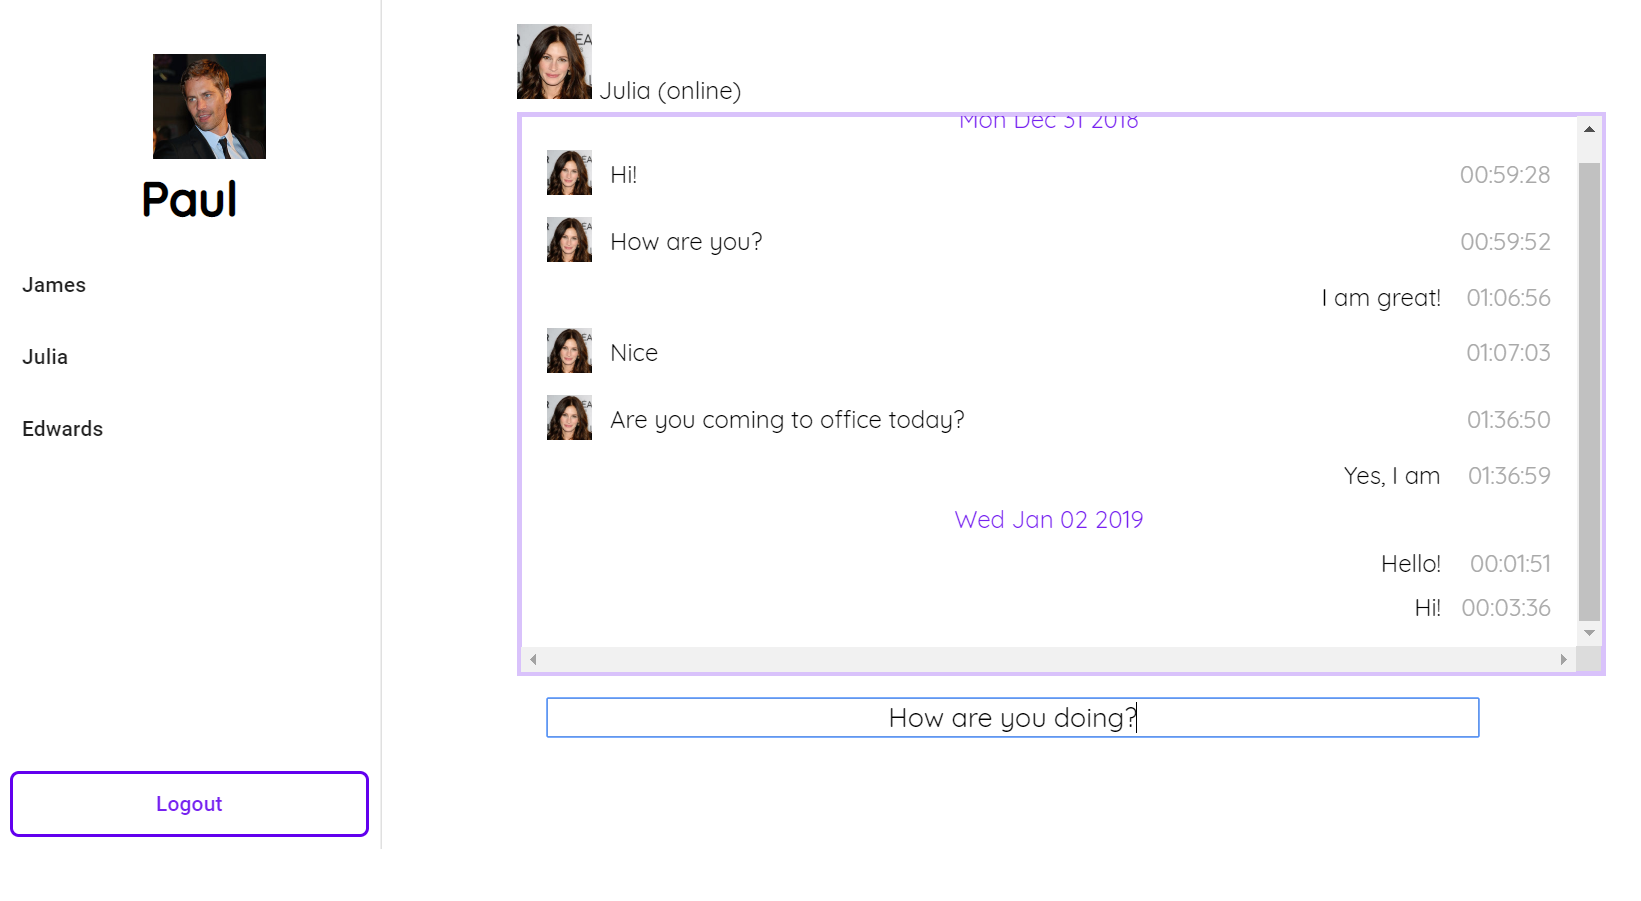 Paul
James
Julia
Edwards
Logout
Julia (online)
Mon Dec 31 2018
Hi! 00:59:28
How are you? 00:59:52
I am great! 01:06:56
Nice 01:07:03
Are you coming to office today? 01:36:50
Yes, I am 01:36:59
Wed Jan 02 2019
Hello! 00:01:51
Hi! 00:03:36
How are you doing?